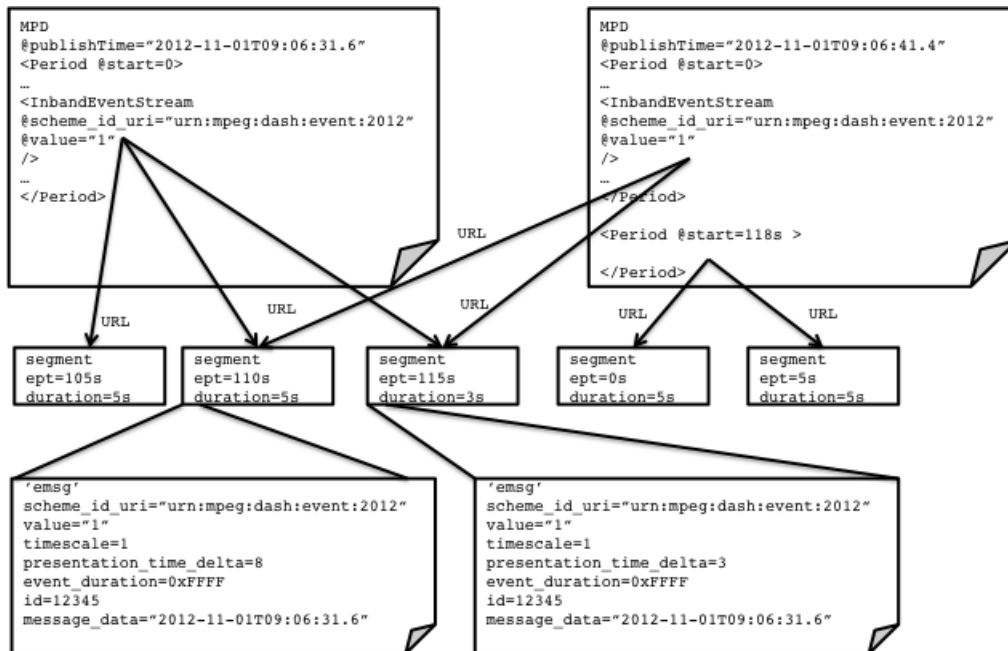 MPD
@publishTime=“2012-11-01T09:06:31.6”
<Period @start=0>
…
<InbandEventStream
@scheme_id_uri=“urn:mpeg:dash:event:2012”
@value=“1”
/>
…
</Period>
MPD
@publishTime=“2012-11-01T09:06:41.4”
<Period @start=0>
…
<InbandEventStream
@scheme_id_uri=“urn:mpeg:dash:event:2012”
@value=“1”
/>
…
</Period>
<Period @start=118s >
</Period>
URL
URL
URL
URL
URL
URL
segment
ept=105s
duration=5s
segment
ept=110s
duration=5s
segment
ept=115s
duration=3s
segment
ept=0s
duration=5s
segment
ept=5s
duration=5s
‘emsg’
scheme_id_uri=“urn:mpeg:dash:event:2012”
value=“1”
timescale=1
presentation_time_delta=8
event_duration=0xFFFF
id=12345
message_data=“2012-11-01T09:06:31.6”
‘emsg’
scheme_id_uri=“urn:mpeg:dash:event:2012”
value=“1”
timescale=1
presentation_time_delta=3
event_duration=0xFFFF
id=12345
message_data=“2012-11-01T09:06:31.6”